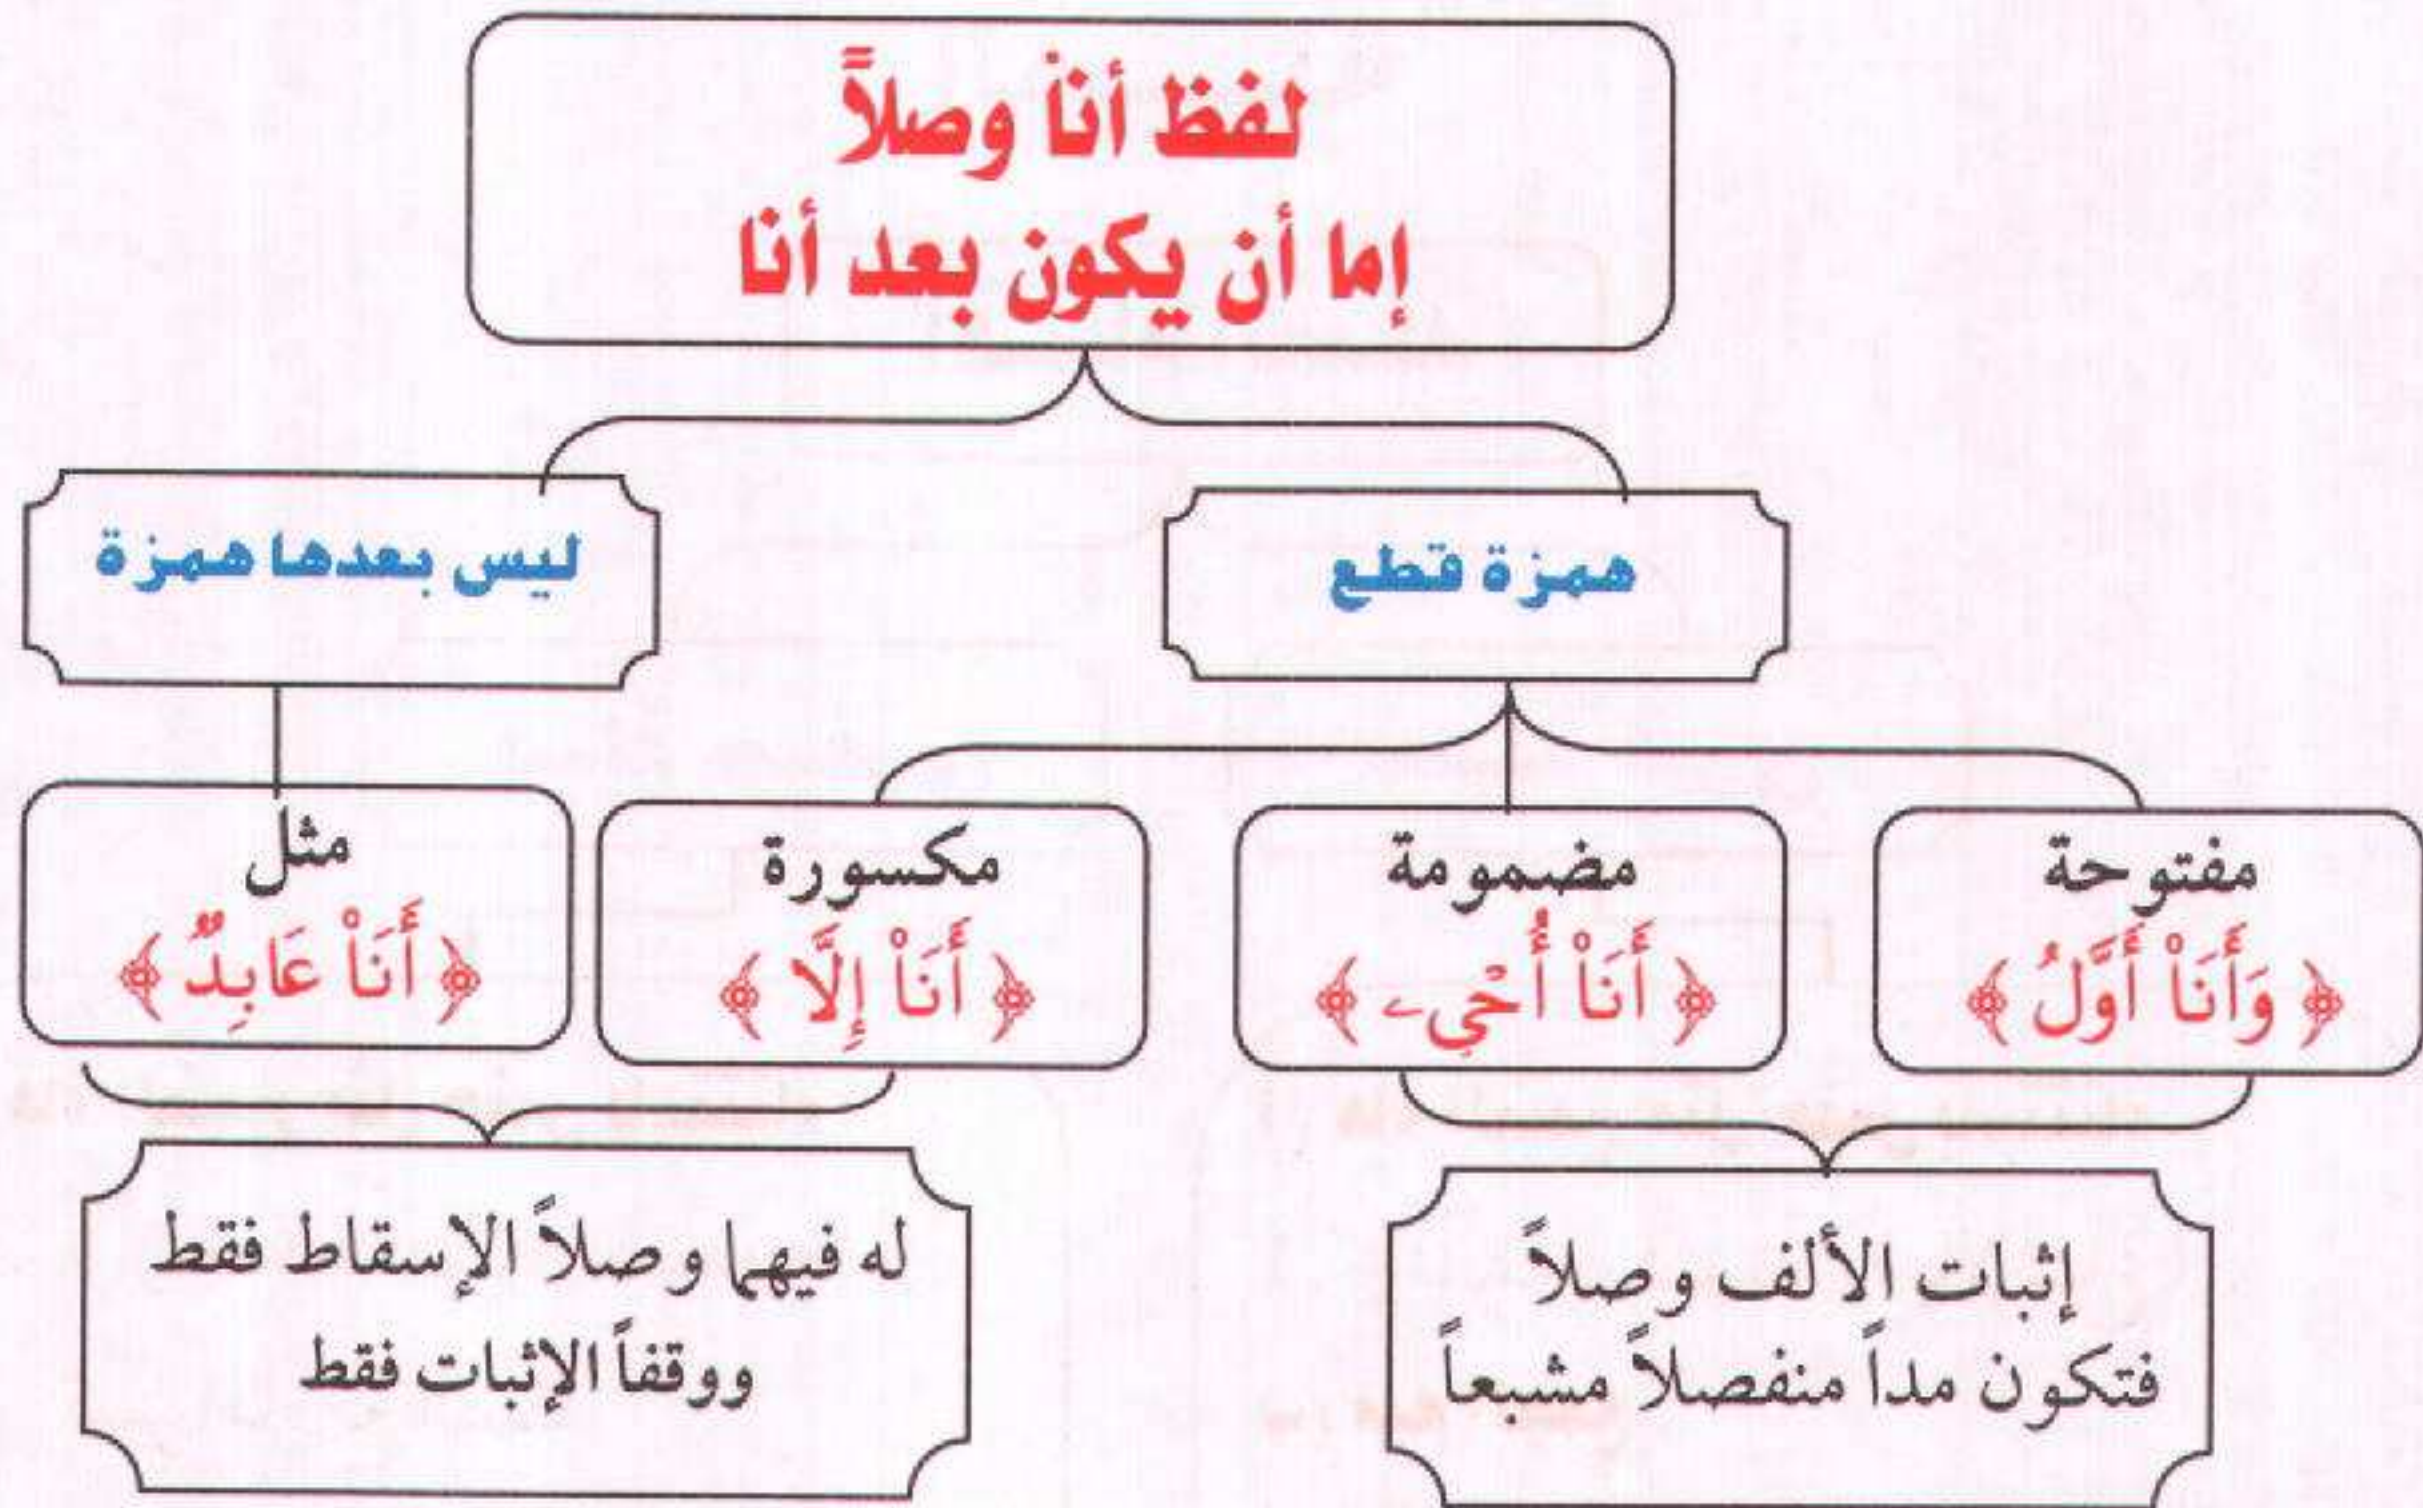 لفظ أناْ وصلاً
إما أن يكون بعد أنا
همزة قطع
ليس بعدها همزة
مفتوحة
﴿ وَأَنَا۠ أَوَّلُ ﴾
مضمومة
﴿ أَنَا۠ أُحْيِۦ ﴾
مكسورة
﴿ أَنَا۠ إِلَّا ﴾
مثل
﴿ أَنَا۠ عَابِدٌ ﴾
إثبات الألف وصلاً
فتكون مداً منفصلاً مشبعاً
له فيهما وصلاً الإسقاط فقط
ووقفاً الإثبات فقط